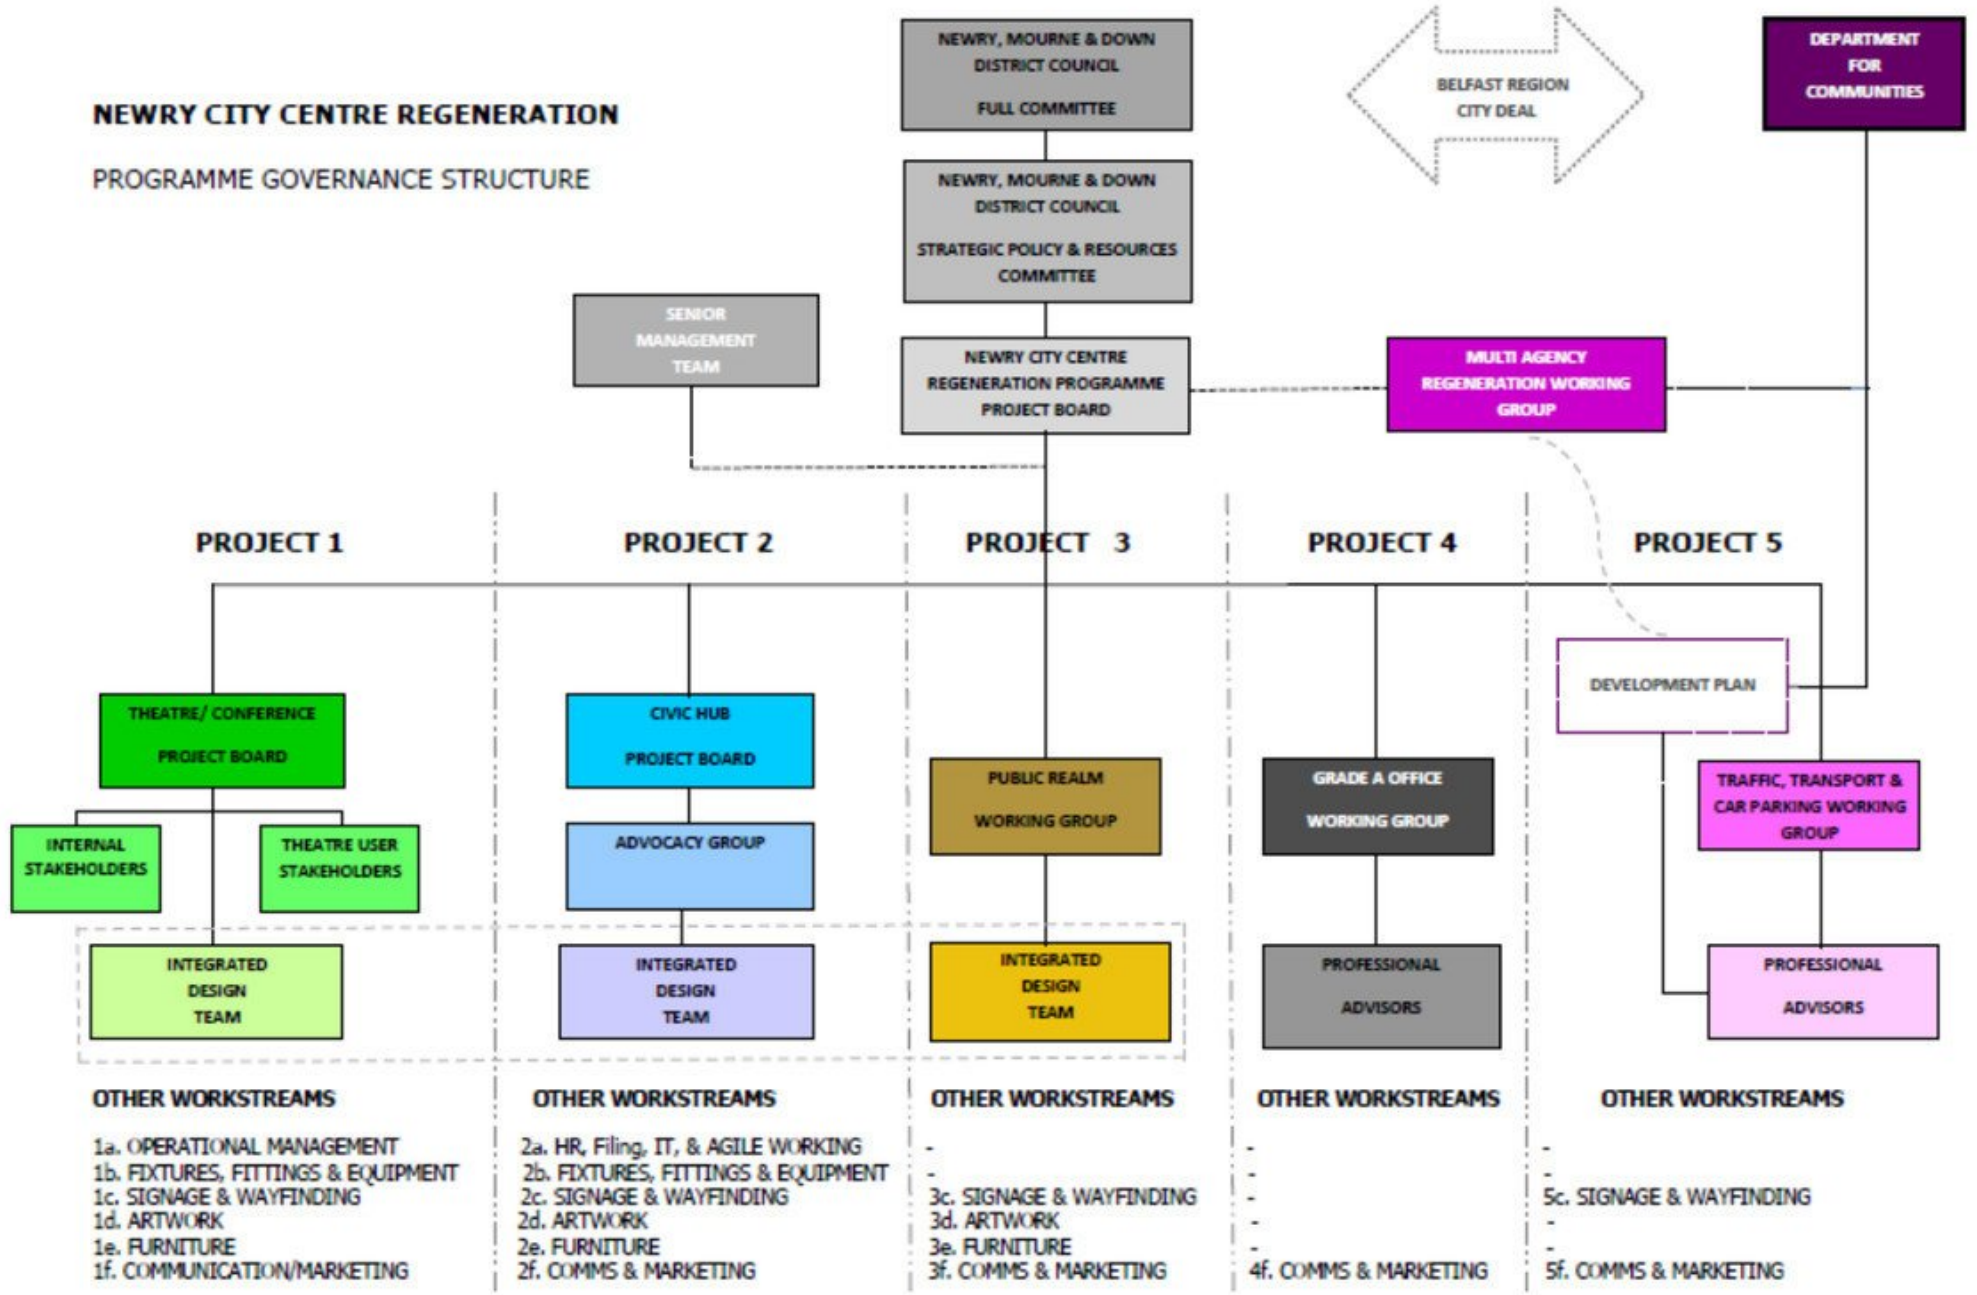 NEWRY CITY CENTRE REGENERATION
PROGRAMME GOVERNANCE STRUCTURE
NEWRY, MOURNE & DOWN
DISTRICT COUNCIL
FULL COMMITTEE
BELFAST REGION
CITY DEAL
DEPARTMENT
FOR
COMMUNITIES
NEWRY, MOURNE & DOWN
DISTRICT COUNCIL
STRATEGIC POLICY & RESOURCES
COMMITTEE
SENIOR
MANAGEMENT
TEAM
NEWRY CITY CENTRE
REGENERATION PROGRAMME
PROJECT BOARD
MULTI AGENCY
REGENERATION WORKING
GROUP
PROJECT 1
PROJECT 2
PROJECT 3
PROJECT 4
PROJECT 5
DEVELOPMENT PLAN
THEATRE/ CONFERENCE
PROJECT BOARD
CIVIC HUB
PROJECT BOARD
PUBLIC REALM
WORKING GROUP
GRADE A OFFICE
WORKING GROUP
TRAFFIC, TRANSPORT &
CAR PARKING WORKING
GROUP
INTERNAL
STAKEHOLDERS
THEATRE USER
STAKEHOLDERS
ADVOCACY GROUP
INTEGRATED
DESIGN
TEAM
INTEGRATED
DESIGN
TEAM
INTEGRATED
DESIGN
TEAM
PROFESSIONAL
ADVISORS
PROFESSIONAL
ADVISORS
OTHER WORKSTREAMS
1a. OPERATIONAL MANAGEMENT
1b. FIXTURES, FITTINGS & EQUIPMENT
1c. SIGNAGE & WAYFINDING
1d. ARTWORK
1e. FURNITURE
1f. COMMUNICATION/MARKETING
OTHER WORKSTREAMS
2a. HR, Filing, IT, & AGILE WORKING
2b. FIXTURES, FITTINGS & EQUIPMENT
2c. SIGNAGE & WAYFINDING
2d. ARTWORK
2e. FURNITURE
2f. COMMS & MARKETING
OTHER WORKSTREAMS
-
-
3c. SIGNAGE & WAYFINDING
3d. ARTWORK
3e. FURNITURE
3f. COMMS & MARKETING
OTHER WORKSTREAMS
-
-
-
-
-
4f. COMMS & MARKETING
OTHER WORKSTREAMS
-
-
5c. SIGNAGE & WAYFINDING
-
-
5f. COMMS & MARKETING